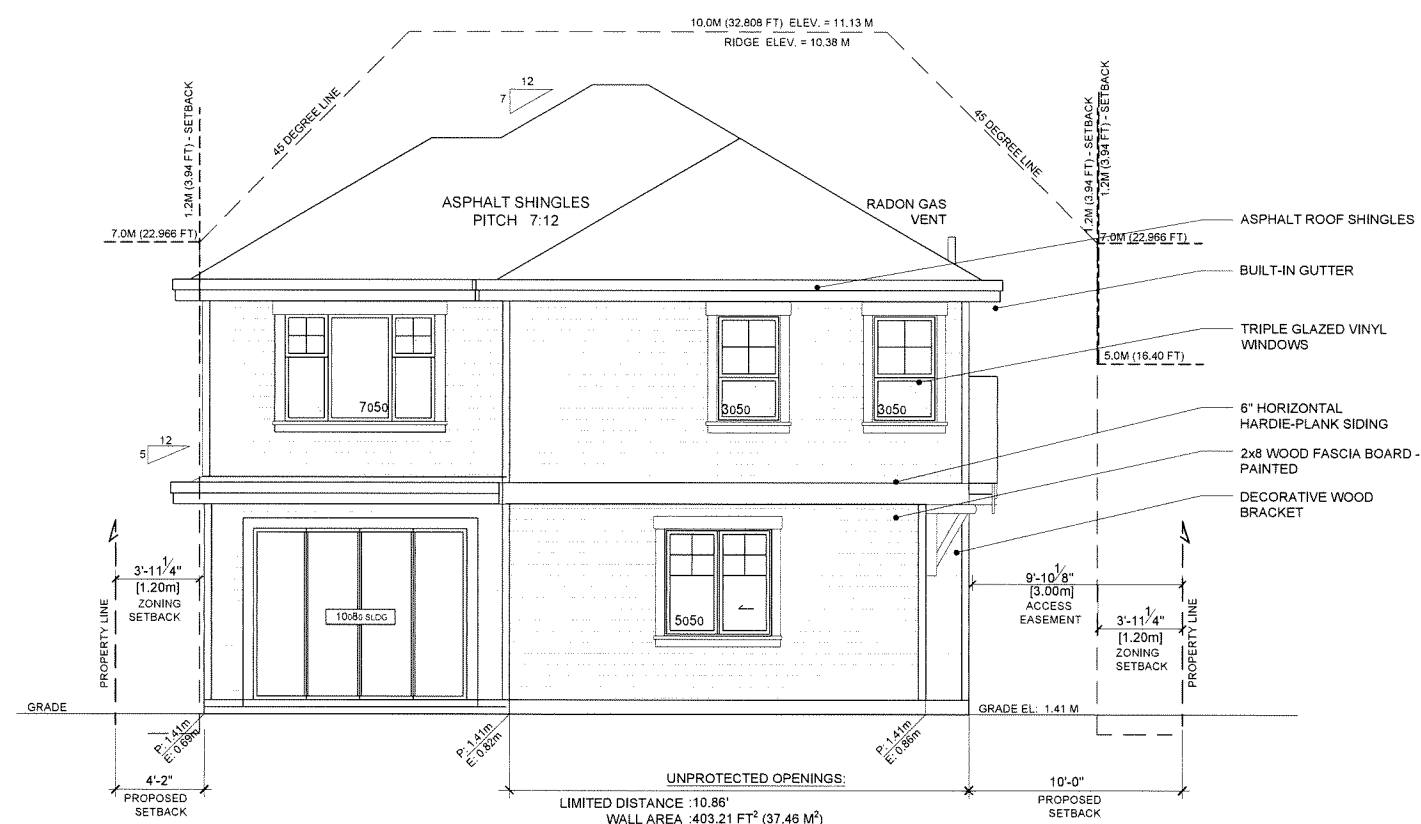 10.0M (32.808 FT) ELEV. = 11.13 M
RIDGE ELEV. = 10.38 M
12
7
45 DEGREE LINE
45 DEGREE LINE
1.2M (3.94 FT) - SETBACK
1.2M (3.94 FT) - SETBACK
1.2M (3.94 FT) - SETBACK
ASPHALT SHINGLES
PITCH 7:12
RADON GAS
VENT
7.0M (22.966 FT)
7.0M (22.966 FT)
ASPHALT ROOF SHINGLES
BUILT-IN GUTTER
TRIPLE GLAZED VINYL
WINDOWS
5.0M (16.40 FT)
7050
3050
3050
6" HORIZONTAL
HARDIE-PLANK SIDING
12
5
2x8 WOOD FASCIA BOARD -
PAINTED
DECORATIVE WOOD
BRACKET
PROPERTY LINE
3'-11 1/4"
[1.20m]
ZONING
SETBACK
10080 SLDG
5050
9'-10 1/8"
[3.00m]
ACCESS
EASEMENT
3'-11 1/4"
[1.20m]
ZONING
SETBACK
PROPERTY LINE
GRADE
GRADE EL: 1.41 M
P: 1.41m
E: 0.69m
P: 1.41m
E: 0.82m
P: 1.41m
E: 0.86m
4'-2"
PROPOSED
SETBACK
UNPROTECTED OPENINGS:
LIMITED DISTANCE :10.86'
WALL AREA :403.21 FT² (37.46 M²)
10'-0"
PROPOSED
SETBACK